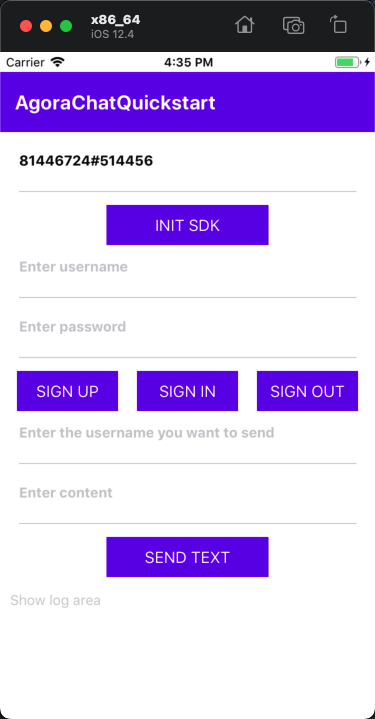 x86_64
iOS 12.4
Carrier 4:35 PM
AgoraChatQuickstart
81446724#514456
INIT SDK
Enter username
Enter password
SIGN UP SIGN IN SIGN OUT
Enter the username you want to send
Enter content
SEND TEXT
Show log area